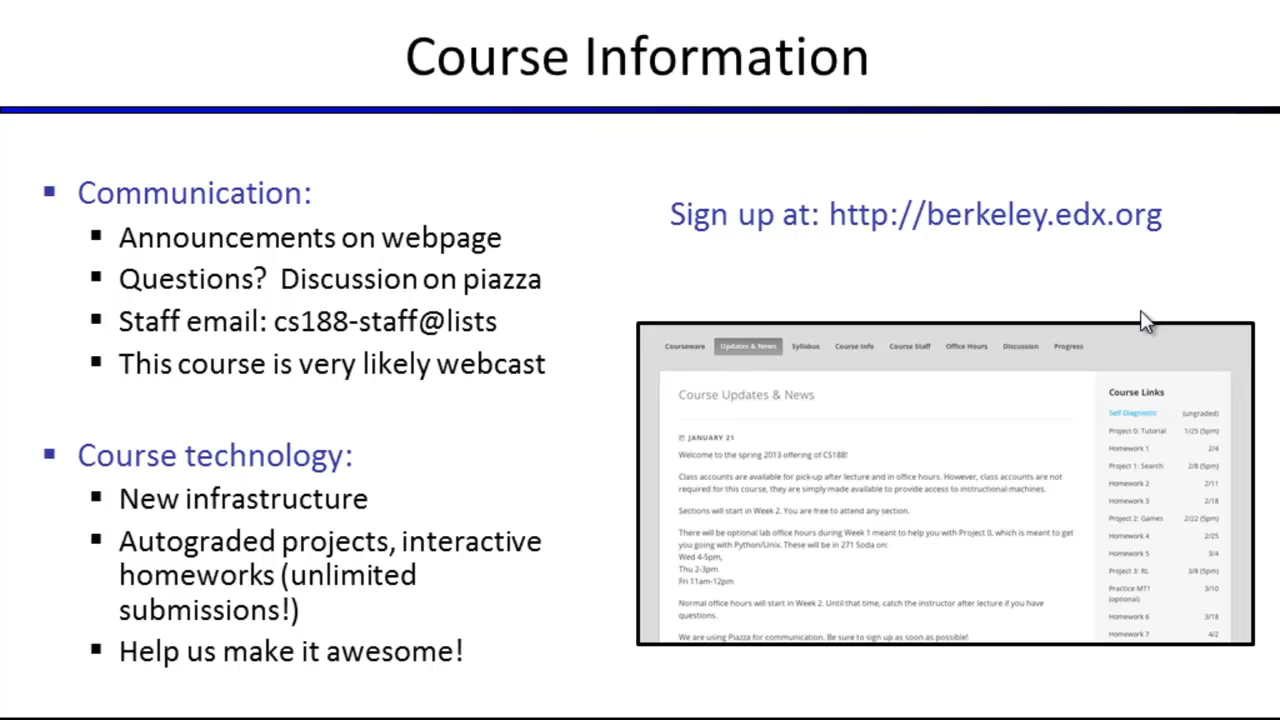 Course Information
Communication:
Announcements on webpage
Questions? Discussion on piazza
Staff email: cs188-staff@lists
This course is very likely webcast
Course technology:
New infrastructure
Autograded projects, interactive
homeworks (unlimited
submissions!)
Help us make it awesome!
Sign up at: http://berkeley.edx.org
Courseware Updates & News Syllabus Course Info Course Staff Office Hours Discussion Progress
Course Updates & News
JANUARY 21
Welcome to the spring 2013 offering of CS188!
Class accounts are available for pick-up after lecture and in office hours. However, class accounts are not
required for this course, they are simply made available to provide access to instructional machines.
Sections will start in Week 2. You are free to attend any section.
There will be optional lab office hours during Week 1 meant to help you with Project 0, which is meant to get
you going with Python/Unix. These will be in 271 Soda on:
Wed 4-5pm,
Thu 2-3pm
Fri 11am-12pm
Normal office hours will start in Week 2. Until that time, catch the instructor after lecture if you have
questions.
We are using Piazza for communication. Be sure to sign up as soon as possible!
Course Links
Self Diagnostic (ungraded)
Project 0: Tutorial 1/25 (5pm)
Homework 1 2/4
Project 1: Search 2/8 (5pm)
Homework 2 2/11
Homework 3 2/18
Project 2: Games 2/22 (5pm)
Homework 4 2/25
Homework 5 3/4
Project 3: RL 3/8 (5pm)
Practice MT1 3/10
(optional)
Homework 6 3/18
Homework 7 4/2